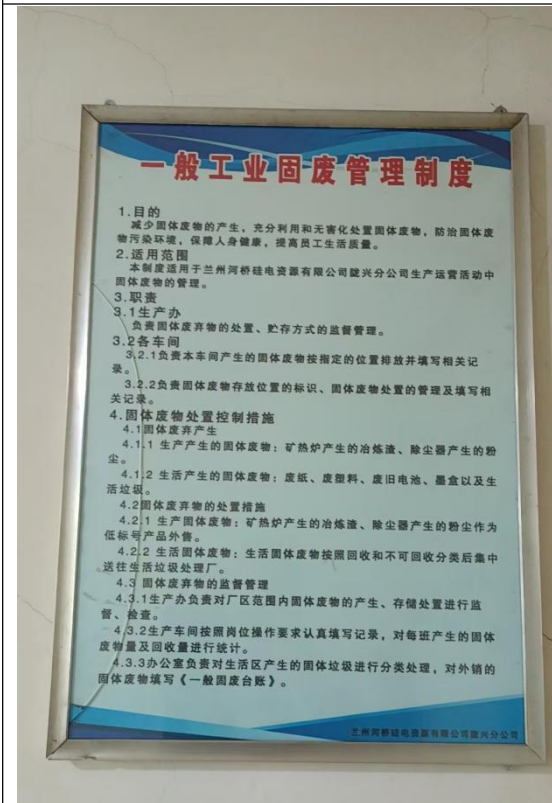 一般工业固废管理制度
1.目的
减少固体废物的产生，充分利用和无害化处置固体废物，防治固体废
物污染环境，保障人身健康，提高员工生活质量。
2.适用范围
本制度适用于兰州河桥硅电资源有限公司陇兴分公司生产运营活动中
固体废物的管理。
3.职责
3.1生产办
负责固体废弃物的处置、贮存方式的监督管理。
3.2各车间
3.2.1负责本车间产生的固体废物按指定的位置排放并填写相关记
录。
3.2.2负责固体废物存放位置的标识、固体废物处置的管理及填写相
关记录。
4.固体废物处置控制措施
4.1固体废弃产生
4.1.1 生产产生的固体废物：矿热炉产生的冶炼渣、除尘器产生的粉
尘。
4.1.2 生活产生的固体废物：废纸、废塑料、废旧电池、墨盒以及生
活垃圾。
4.2固体废弃物的处置措施
4.2.1 生产固体废物：矿热炉产生的冶炼渣、除尘器产生的粉尘作为
低标号产品外售。
4.2.2 生活固体废物：生活固体废物按照回收和不可回收分类后集中
送往生活垃圾处理厂。
4.3 固体废弃物的监督管理
4.3.1生产办负责对厂区范围内固体废物的产生、存储处置进行监
督、检查。
4.3.2生产车间按照岗位操作要求认真填写记录，对每班产生的固体
废物量及回收量进行统计。
4.3.3办公室负责对生活区产生的固体垃圾进行分类处理，对外销的
固体废物填写《一般固废台账》。
兰州河桥硅电资源有限公司陇兴分公司